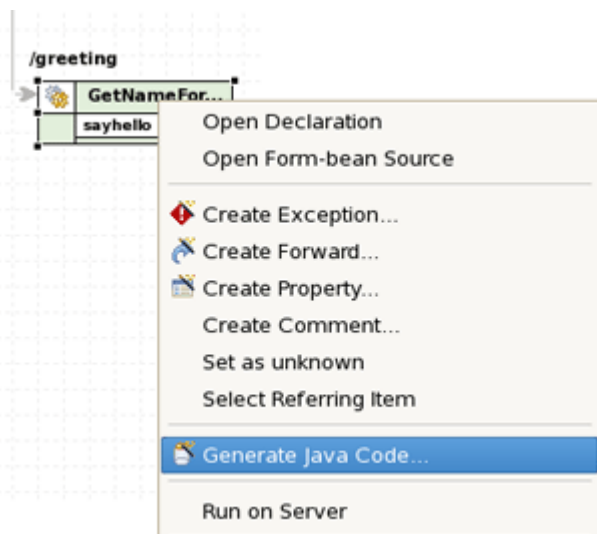 /greeting
GetNameFor...
sayhello
Open Declaration
Open Form-bean Source
Create Exception...
Create Forward...
Create Property...
Create Comment...
Set as unknown
Select Referring Item
Generate Java Code...
Run on Server